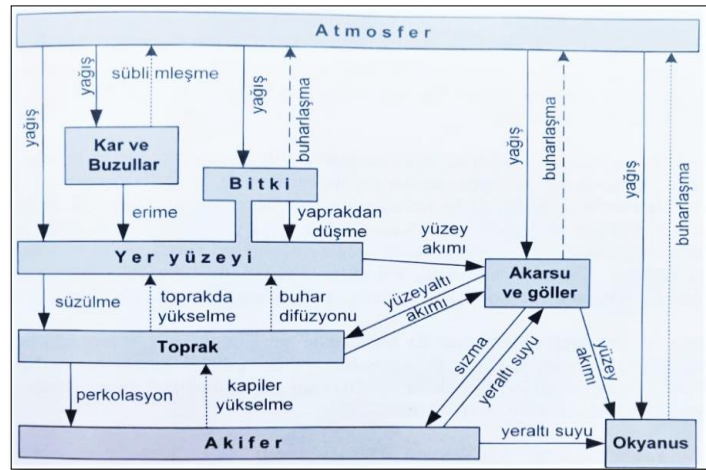 Atmosfer
yağış
yağış
süblimleşme
yağış
buharlaşma
yağış
buharlaşma
yağış
buharlaşma
Kar ve
Buzullar
Bitki
erime
yaprakdan
düşme
yüzey
akımı
Yer yüzeyi
Akarsu
ve göller
süzülme
toprakda
yükselme
buhar
difüzyonu
yüzeyaltı
akımı
Toprak
sızma
yeraltı suyu
yüzey
akımı
perkolasyon
kapiler
yükselme
Akifer
yeraltı suyu
Okyanus